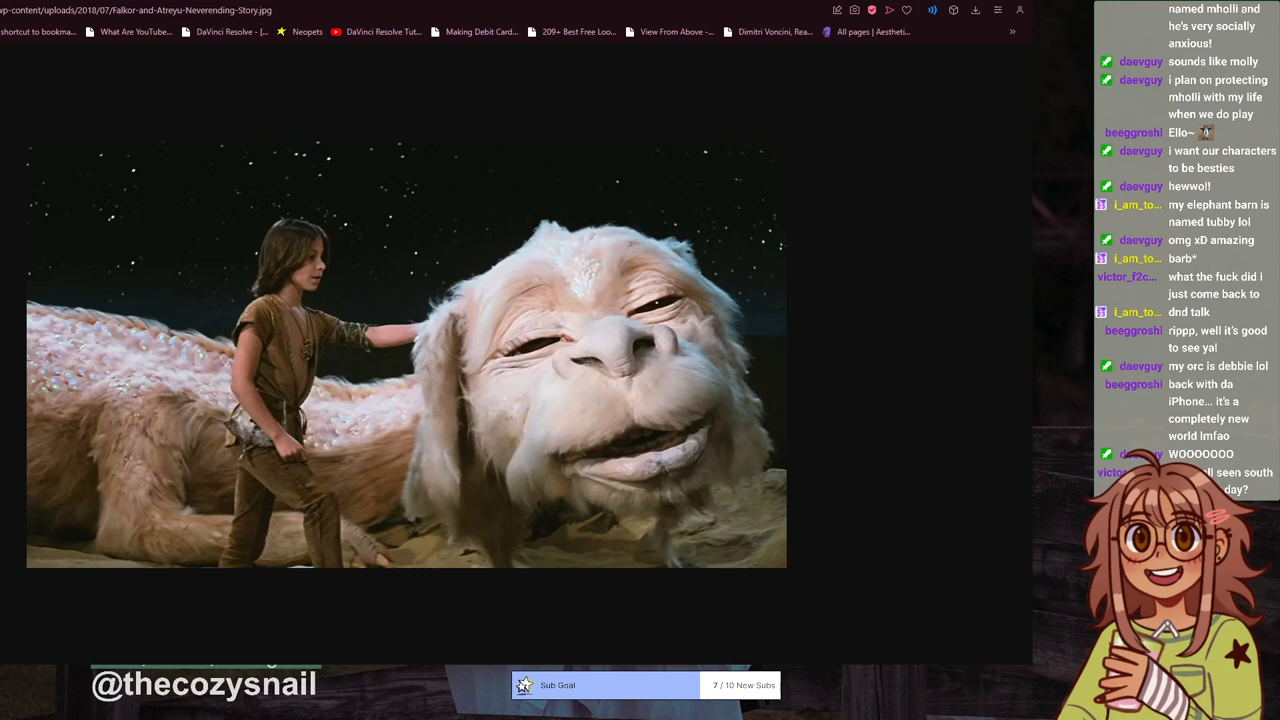 wp-content/uploads/2018/07/Falkor-and-Atreyu-Neverending-Story.jpg
shortcut to bookma... What Are YouTube... DaVinci Resolve - [... Neopets DaVinci Resolve Tut... Making Debit Card... 209+ Best Free Loo... View From Above -... Dimitri Voncini, Rea... All pages | Aestheti... »
named mholli and
he's very socially
anxious!
daevguy sounds like molly
daevguy i plan on protecting
mholli with my life
when we do play
beeggroshi Ello~
daevguy i want our characters
to be besties
daevguy hewwo!!
i_am_to... my elephant barn is
named tubby lol
daevguy omg xD amazing
i_am_to... barb*
victor_f2c... what the fuck did i
just come back to
i_am_to... dnd talk
beeggroshi rippp, well it's good
to see ya!
daevguy my orc is debbie lol
beeggroshi back with da
iPhone... it's a
completely new
world lmfao
WOOOOOOO
victo seen south
day?
@thecozysnail
Sub Goal 7 / 10 New Subs